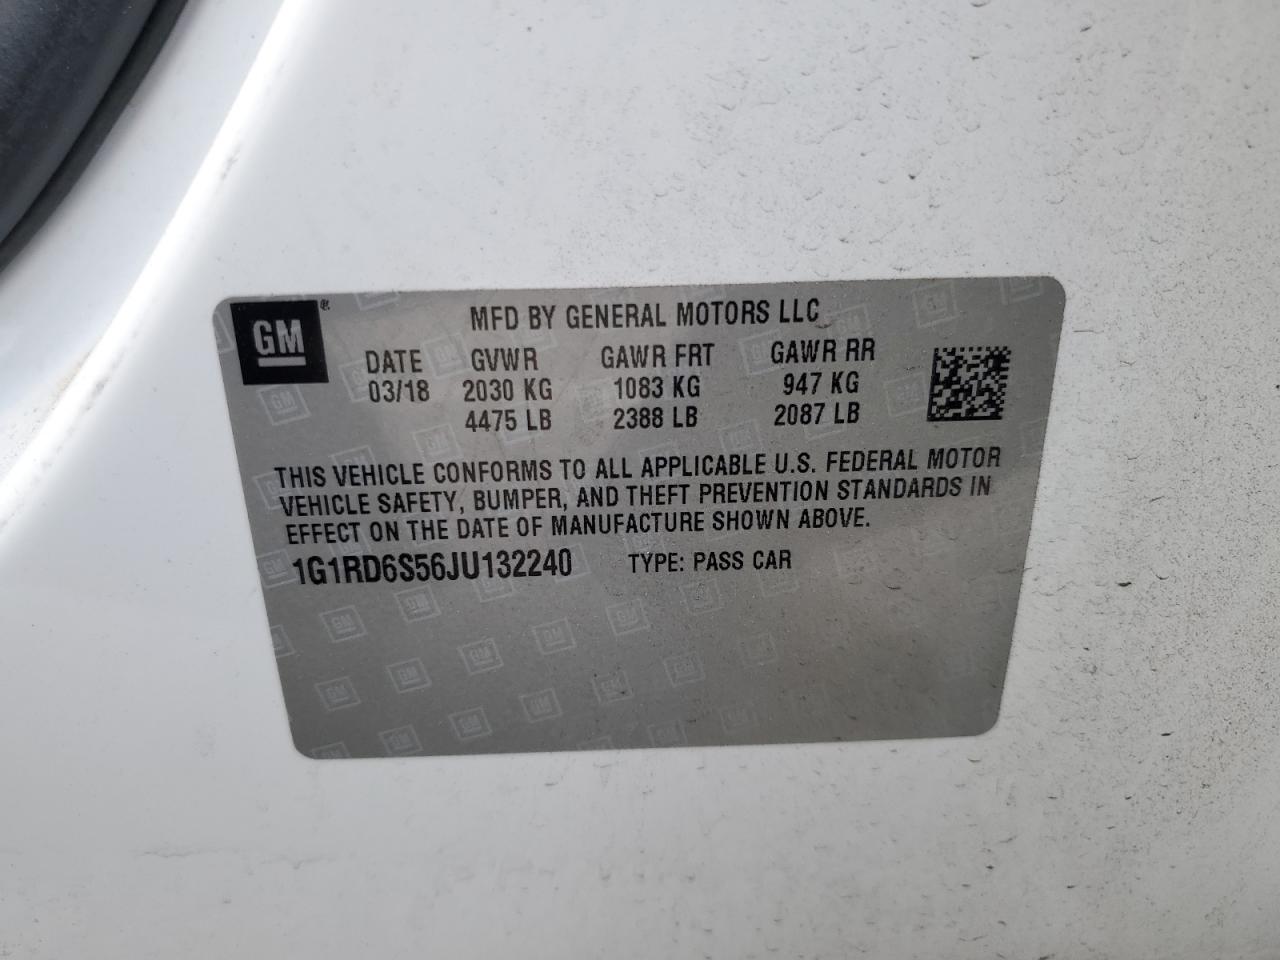 GM®
MFD BY GENERAL MOTORS LLC
DATE GVWR GAWR FRT GAWR RR
03/18 2030 KG 1083 KG 947 KG
4475 LB 2388 LB 2087 LB
THIS VEHICLE CONFORMS TO ALL APPLICABLE U.S. FEDERAL MOTOR
VEHICLE SAFETY, BUMPER, AND THEFT PREVENTION STANDARDS IN
EFFECT ON THE DATE OF MANUFACTURE SHOWN ABOVE.
1G1RD6S56JU132240 TYPE: PASS CAR